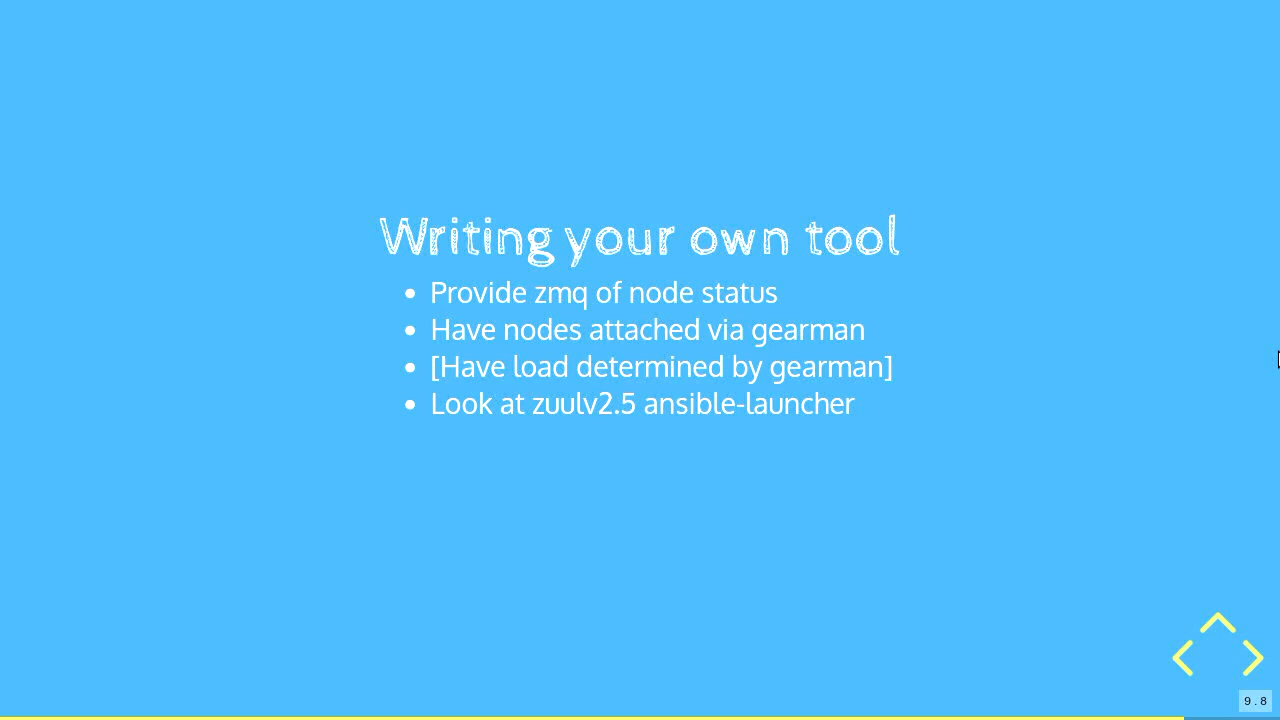 Writing your own tool
• Provide zmq of node status
• Have nodes attached via gearman
• [Have load determined by gearman]
• Look at zuulv2.5 ansible-launcher
9.8